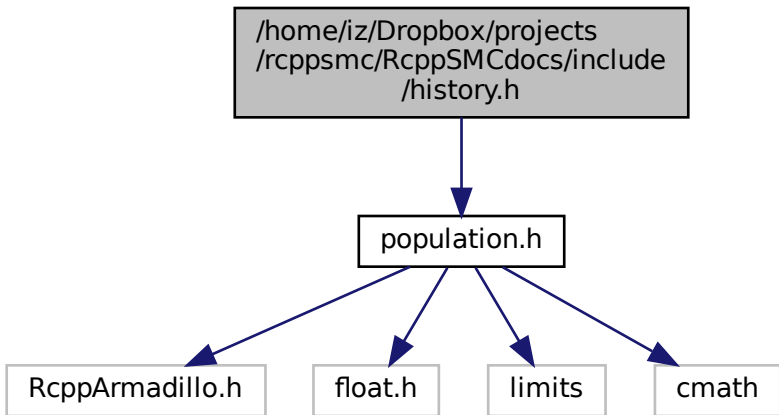 /home/iz/Dropbox/projects
/rcppsmc/RcppSMCdocs/include
/history.h
population.h
RcppArmadillo.h
float.h
limits
cmath